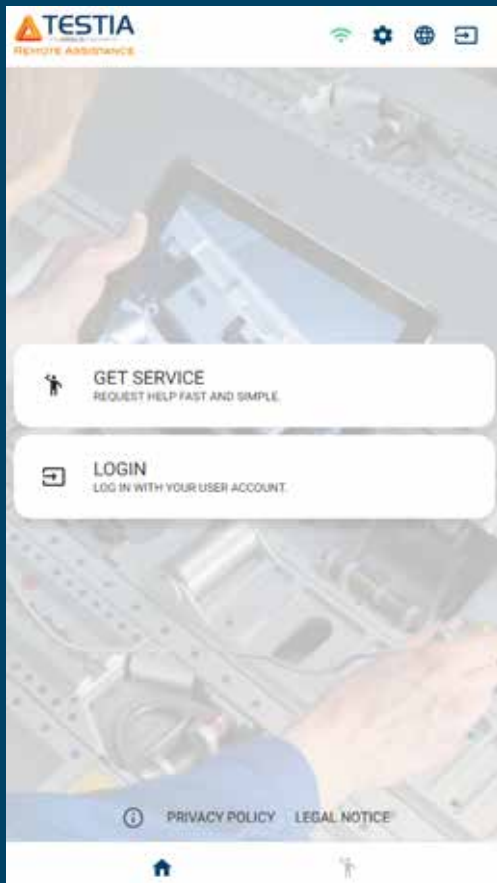 TESTIA
REMOTE ASSISTANCE
GET SERVICE
REQUEST HELP FAST AND SIMPLE.
LOGIN
LOG IN WITH YOUR USER ACCOUNT.
PRIVACY POLICY LEGAL NOTICE